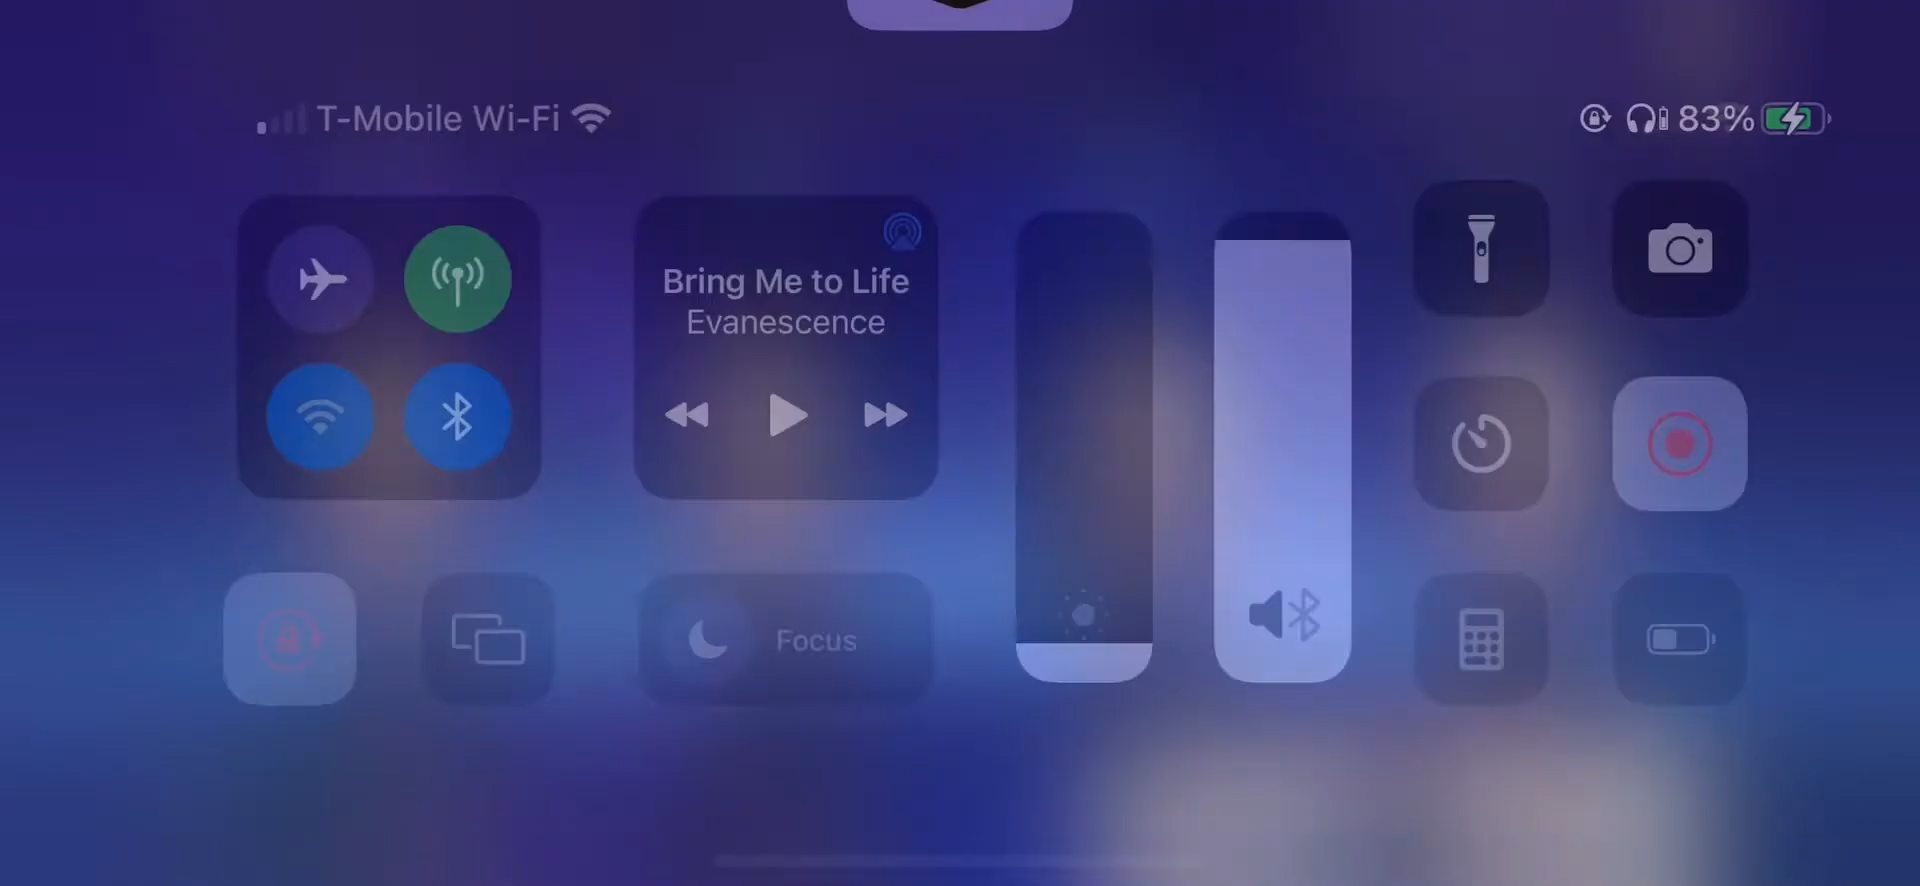 T-Mobile Wi-Fi
83%
Bring Me to Life
Evanescence
Focus